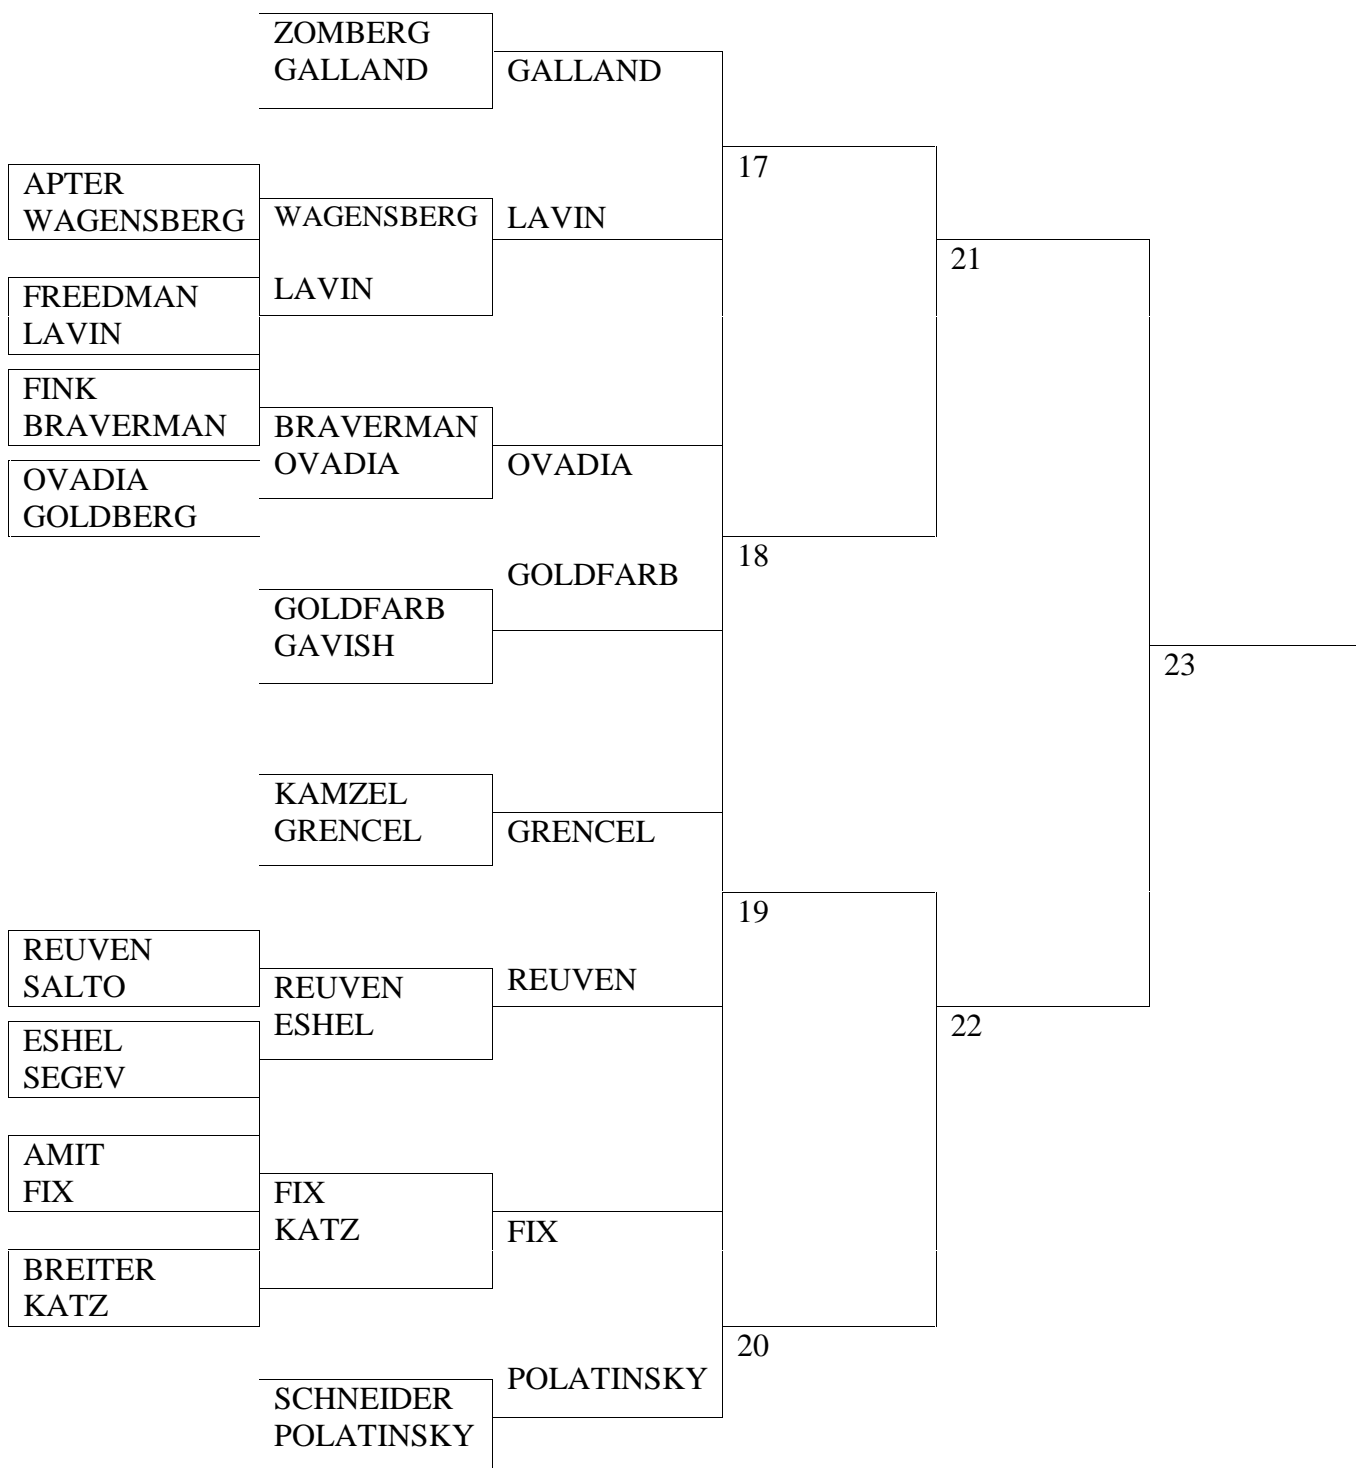 ZOMBERG
GALLAND
GALLAND
17
APTER
WAGENSBERG
WAGENSBERG
LAVIN
21
FREEDMAN
LAVIN
LAVIN
FINK
BRAVERMAN
BRAVERMAN
OVADIA
OVADIA
OVADIA
GOLDBERG
18
GOLDFARB
GOLDFARB
GAVISH
23
KAMZEL
GRENCEL
GRENCEL
19
REUVEN
SALTO
REUVEN
ESHEL
REUVEN
22
ESHEL
SEGEV
AMIT
FIX
FIX
KATZ
FIX
BREITER
KATZ
20
POLATINSKY
SCHNEIDER
POLATINSKY